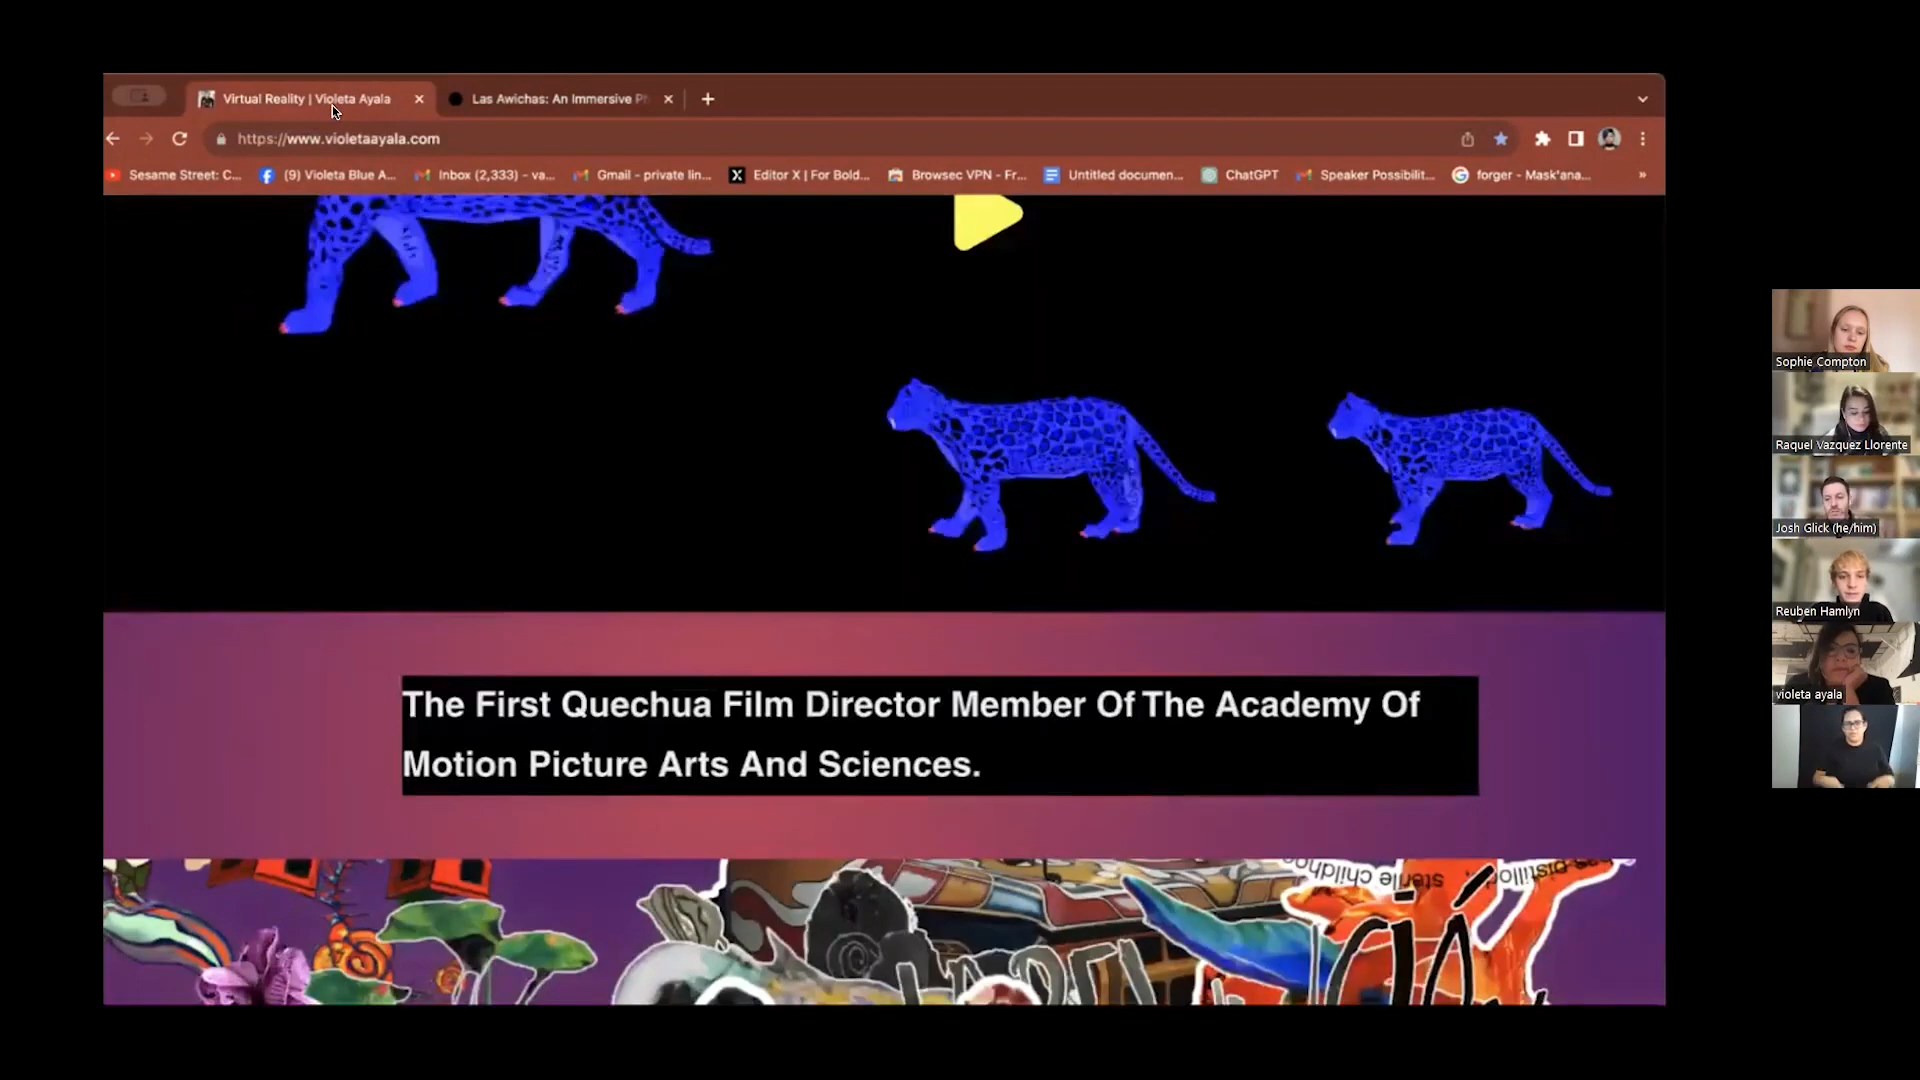 Virtual Reality | Violeta Ayala
Las Awichas: An Immersive Ph
https://www.violetaayala.com
Sesame Street: C...
(9) Violeta Blue A...
Inbox (2,333) - va...
Gmail - private lin...
Editor X | For Bold...
Browsec VPN - Fr...
Untitled documen...
ChatGPT
Speaker Possibilit...
forger - Mask'ana...
»
The First Quechua Film Director Member Of The Academy Of
Motion Picture Arts And Sciences.
sterile childho
Sophie Compton
Raquel Vazquez Llorente
Josh Glick (he/him)
Reuben Hamlyn
violeta ayala